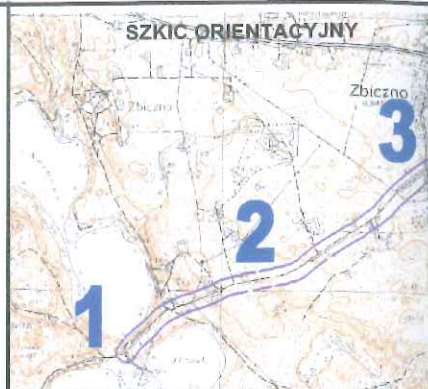 SZKIC ORIENTACYJNY
Zbiczno
Zbiczno
3
2
1